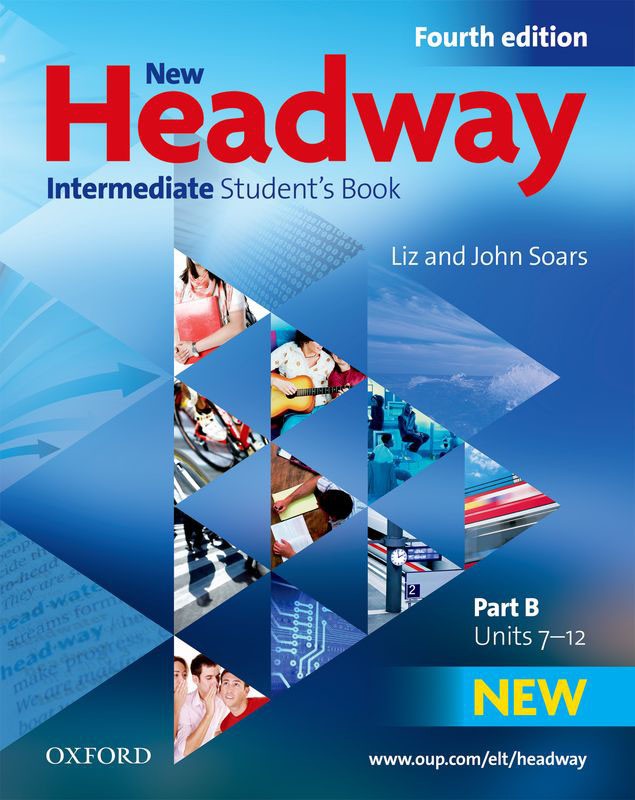 Fourth edition
New
Headway
Intermediate Student's Book
Liz and John Soars
2
Part B
Units 7–12
NEW
OXFORD
www.oup.com/elt/headway